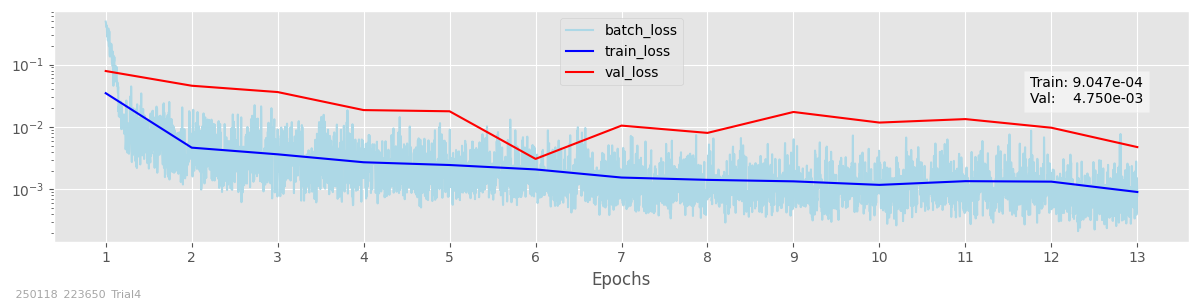 batch_loss
train_loss
val_loss
10⁻¹
10⁻²
10⁻³
Train: 9.047e-04
Val: 4.750e-03
1 2 3 4 5 6 7 8 9 10 11 12 13
Epochs
250118_223650_Trial4